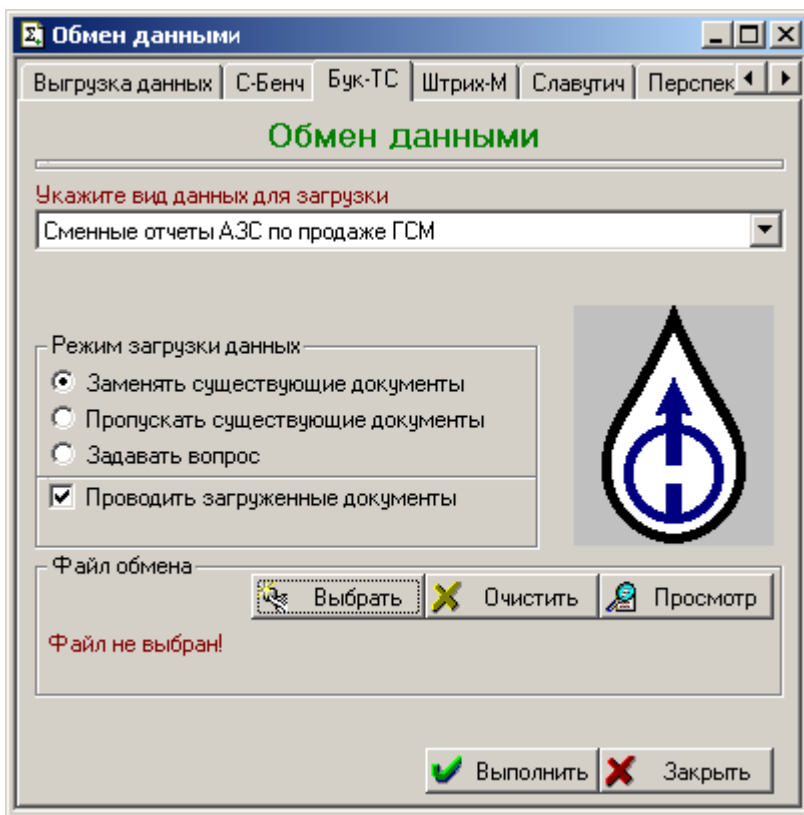 Обмен данными
Выгрузка данных С-Бенч Бук-ТС Штрих-М Славутич Перспек
Обмен данными
Укажите вид данных для загрузки
Сменные отчеты АЗС по продаже ГСМ
Режим загрузки данных
Заменять существующие документы
Пропускать существующие документы
Задавать вопрос
Проводить загруженные документы
Файл обмена
Выбрать Очистить Просмотр
Файл не выбран!
Выполнить Закрыть